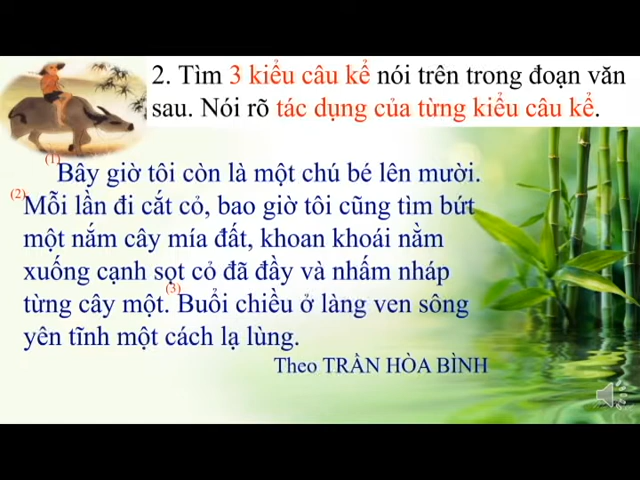 2. Tìm 3 kiểu câu kể nói trên trong đoạn văn
sau. Nói rõ tác dụng của từng kiểu câu kể.
(1) Bây giờ tôi còn là một chú bé lên mười.
(2) Mỗi lần đi cắt cỏ, bao giờ tôi cũng tìm bứt
một nắm cây mía đất, khoan khoái nằm
xuống cạnh sọt cỏ đã đầy và nhấm nháp
từng cây một. (3) Buổi chiều ở làng ven sông
yên tĩnh một cách lạ lùng.
Theo TRẦN HÒA BÌNH